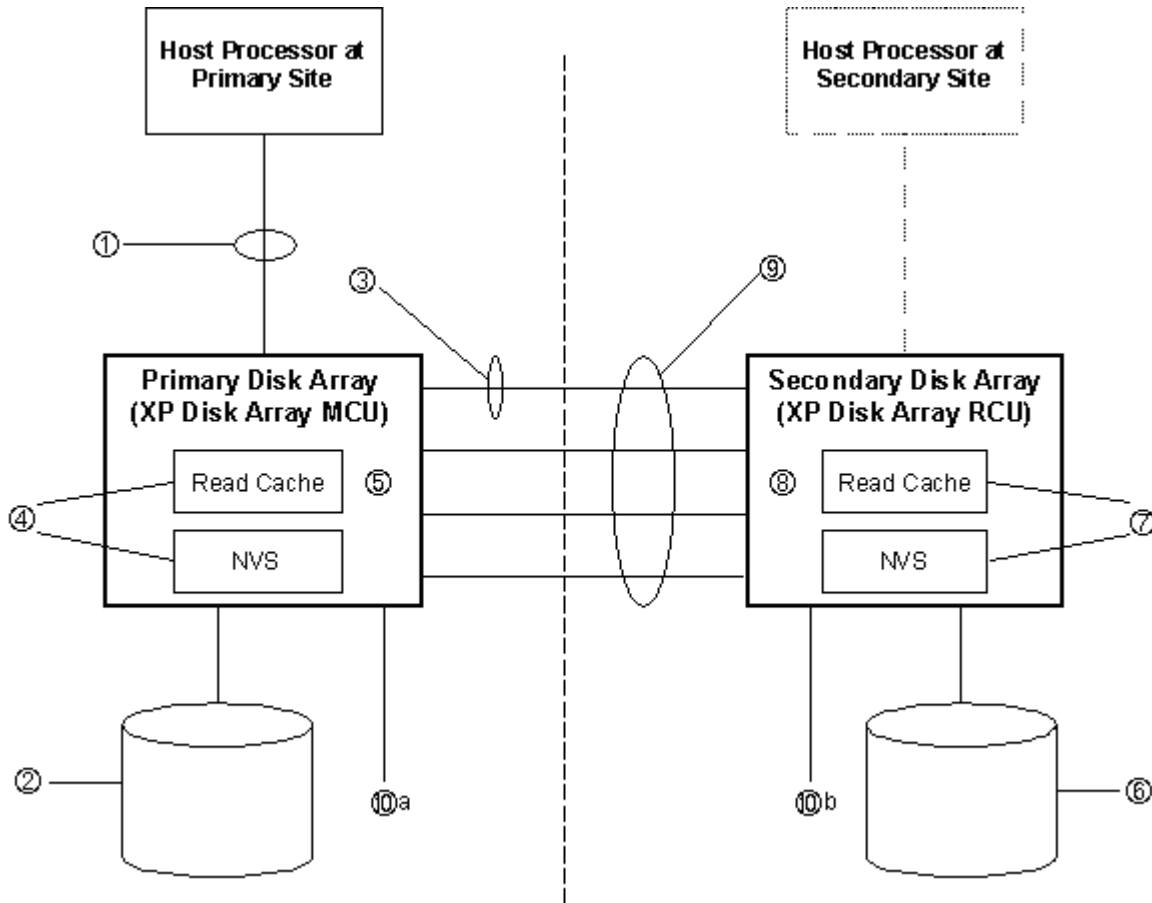 Host Processor at
Primary Site
Host Processor at
Secondary Site
①
③
⑨
Primary Disk Array
(XP Disk Array MCU)
Secondary Disk Array
(XP Disk Array RCU)
Read Cache
⑤
⑧
Read Cache
④
⑦
NVS
NVS
②
⑩a
⑩b
⑥